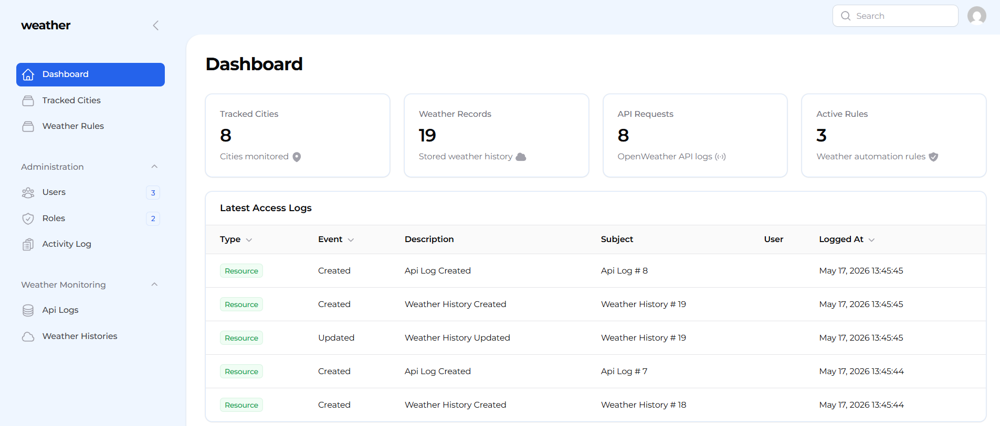 weather
Search
Dashboard
Tracked Cities
Weather Rules
Administration
Users 3
Roles 2
Activity Log
Weather Monitoring
Api Logs
Weather Histories
Dashboard
Tracked Cities
8
Cities monitored
Weather Records
19
Stored weather history
API Requests
8
OpenWeather API logs
Active Rules
3
Weather automation rules
Latest Access Logs
Type Event Description Subject User Logged At
Resource Created Api Log Created Api Log # 8 May 17, 2026 13:45:45
Resource Created Weather History Created Weather History # 19 May 17, 2026 13:45:45
Resource Updated Weather History Updated Weather History # 19 May 17, 2026 13:45:45
Resource Created Api Log Created Api Log # 7 May 17, 2026 13:45:44
Resource Created Weather History Created Weather History # 18 May 17, 2026 13:45:44